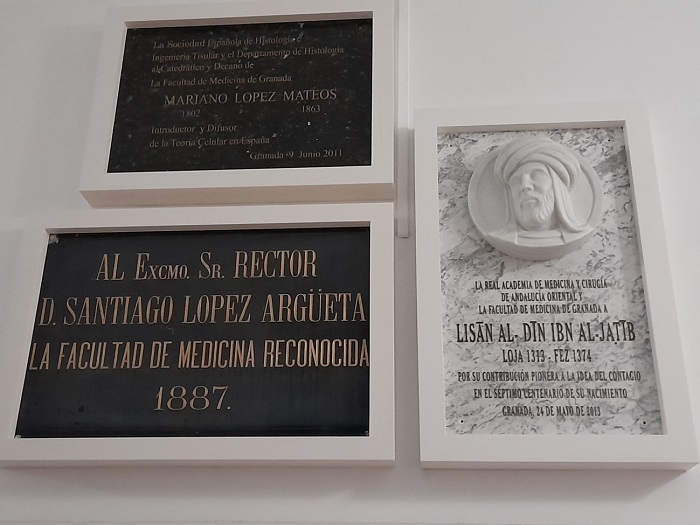 La Sociedad Española de Histología e
Ingeniería Tisular y el Departamento de Histología
al Catedrático y Decano de
La Facultad de Medicina de Granada
MARIANO LOPEZ MATEOS
1802 1863
Introductor y Difusor
de la Teoría Celular en España
Granada 9 Junio 2011
AL EXCMO. SR. RECTOR
D. SANTIAGO LOPEZ ARGÜETA
LA FACULTAD DE MEDICINA RECONOCIDA
1887.
LA REAL ACADEMIA DE MEDICINA Y CIRUGÍA
DE ANDALUCÍA ORIENTAL Y
LA FACULTAD DE MEDICINA DE GRANADA A
LISĀN AL-DĪN IBN AL-JATĪB
LOJA 1313 - FEZ 1374
POR SU CONTRIBUCIÓN PIONERA A LA IDEA DEL CONTAGIO
EN EL SÉPTIMO CENTENARIO DE SU NACIMIENTO
GRANADA, 24 DE MAYO DE 2013